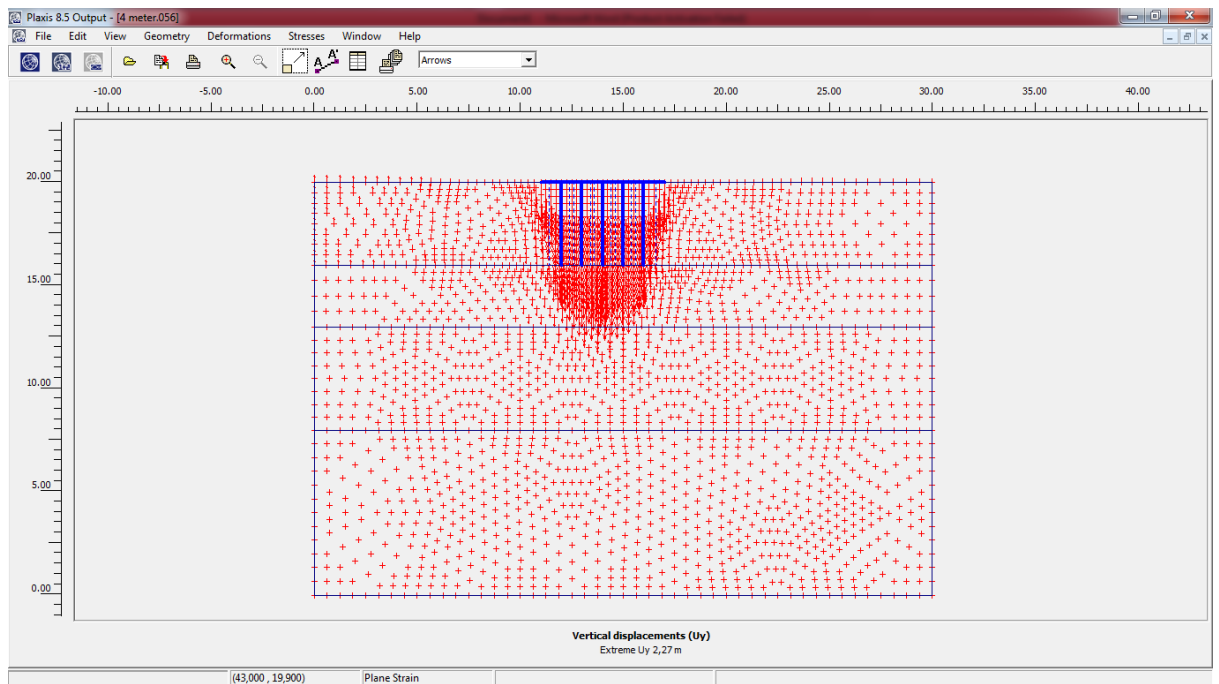 Plaxis 8.5 Output - [4 meter.056]
File Edit View Geometry Deformations Stresses Window Help
Arrows
-10.00 -5.00 0.00 5.00 10.00 15.00 20.00 25.00 30.00 35.00 40.00
20.00
15.00
10.00
5.00
0.00
Vertical displacements (Uy)
Extreme Uy 2,27 m
(43,000 , 19,900) Plane Strain